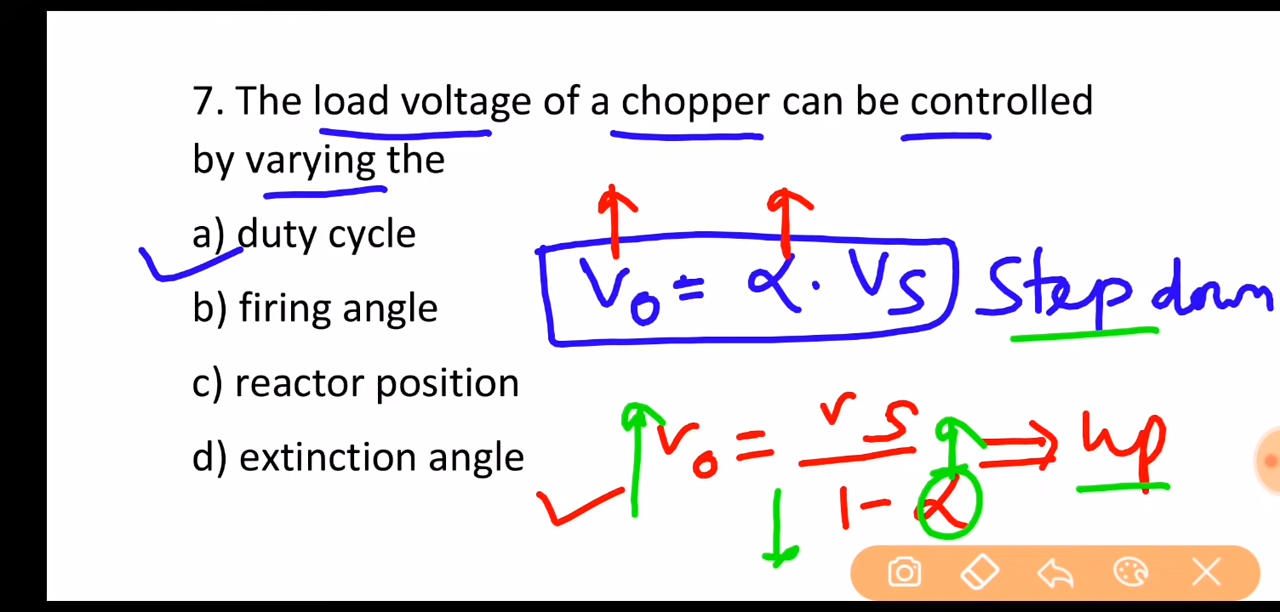 7. The load voltage of a chopper can be controlled
by varying the
a) duty cycle
b) firing angle
c) reactor position
d) extinction angle
V0 = α . VS Step down
V0 = VS / 1 - α ⇒ up